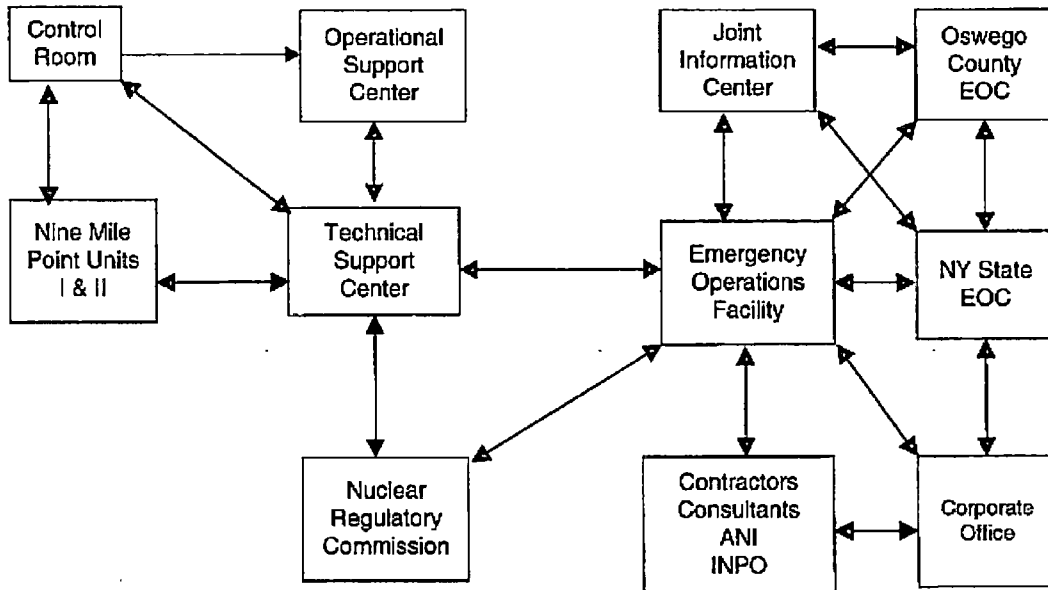 Control
Room
Operational
Support
Center
Joint
Information
Center
Oswego
County
EOC
Nine Mile
Point Units
I & II
Technical
Support
Center
Emergency
Operations
Facility
NY State
EOC
Nuclear
Regulatory
Commission
Contractors
Consultants
ANI
INPO
Corporate
Office